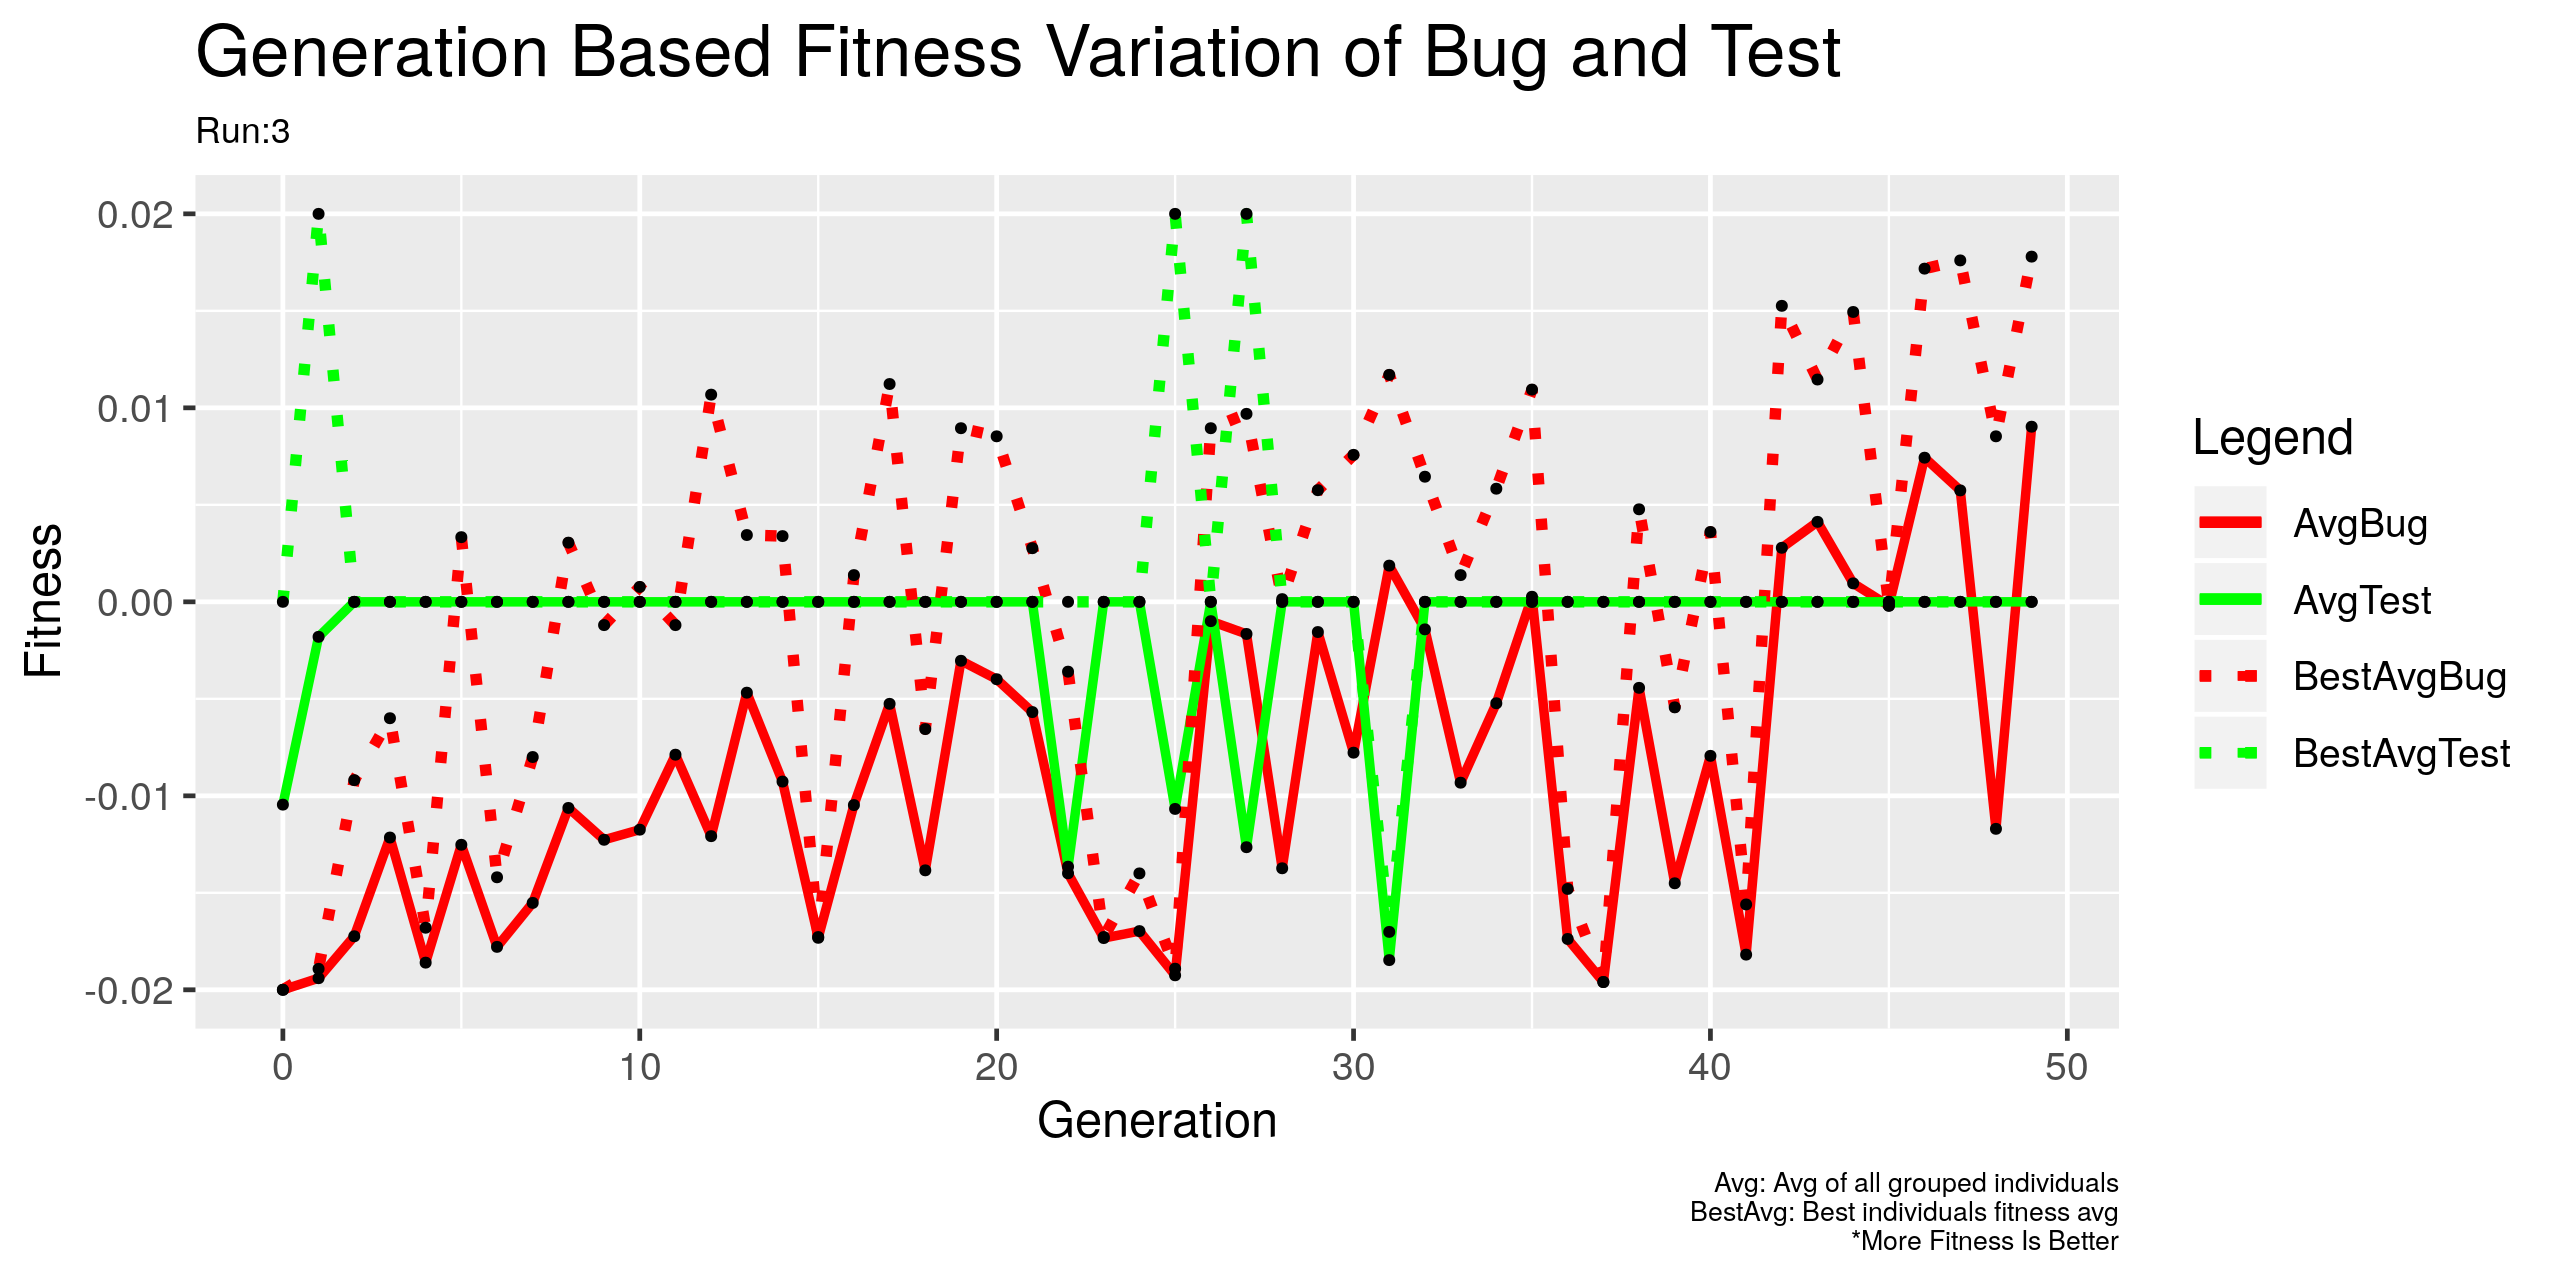 Generation Based Fitness Variation of Bug and Test
Run:3
Fitness
0.02
0.01
0.00
-0.01
-0.02
0
10
20
30
40
50
Generation
Legend
AvgBug
AvgTest
BestAvgBug
BestAvgTest
Avg: Avg of all grouped individuals
BestAvg: Best individuals fitness avg
*More Fitness Is Better